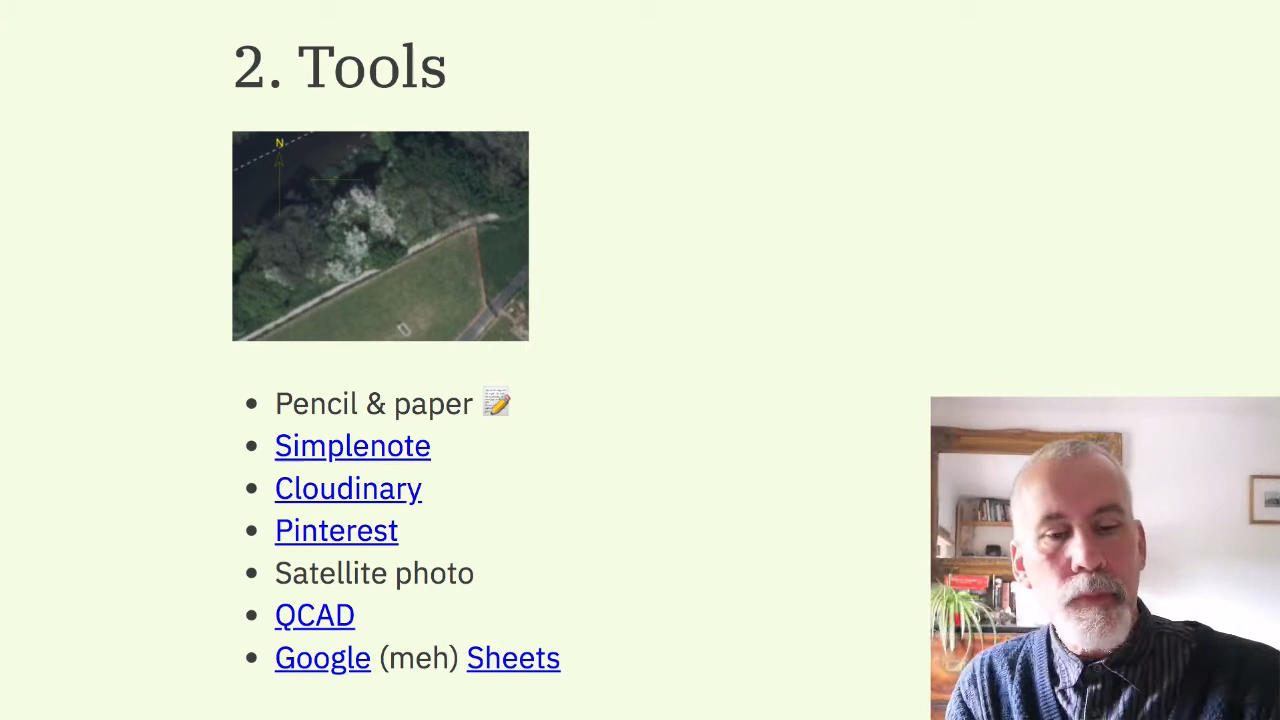 2. Tools
N
Pencil & paper 📝
Simplenote
Cloudinary
Pinterest
Satellite photo
QCAD
Google (meh) Sheets